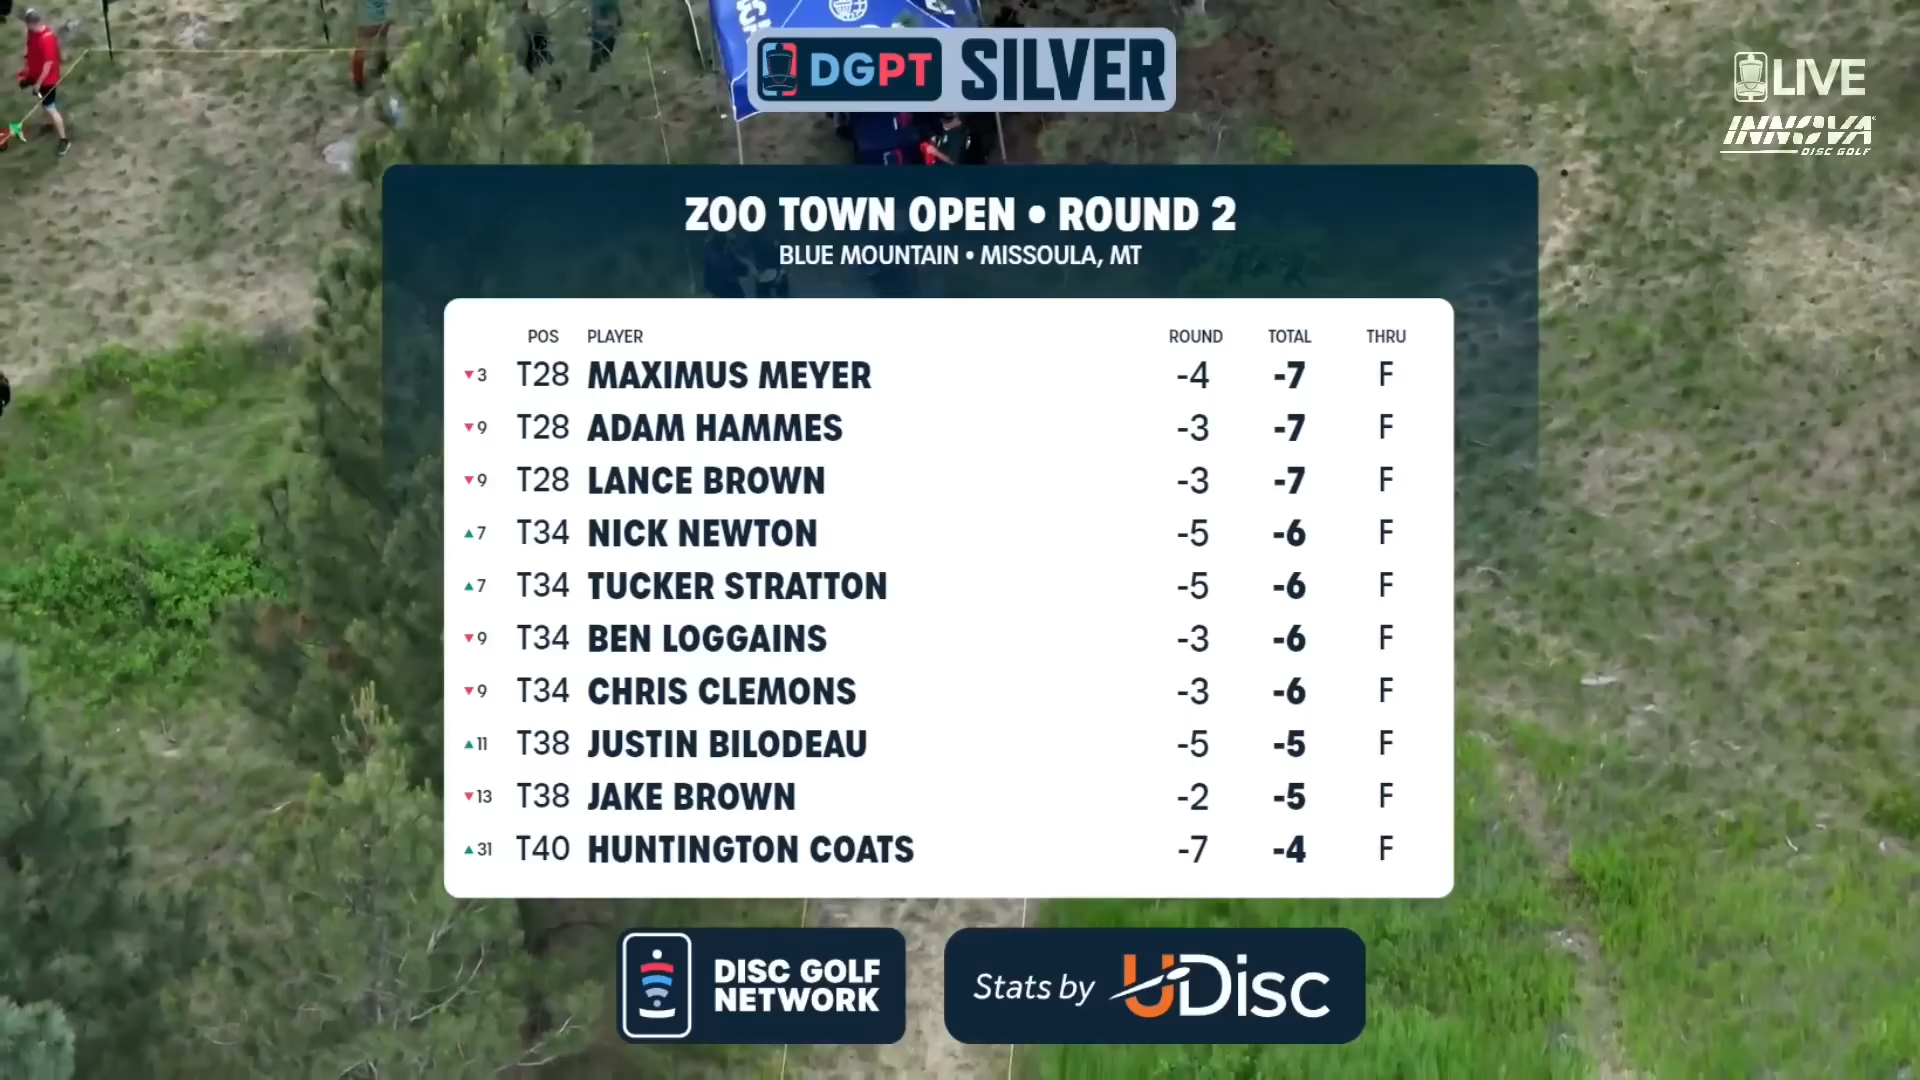 DGPT SILVER
LIVE
INNOVA
DISC GOLF
ZOO TOWN OPEN • ROUND 2
BLUE MOUNTAIN • MISSOULA, MT
POS PLAYER ROUND TOTAL THRU
▼3 T28 MAXIMUS MEYER -4 -7 F
▼9 T28 ADAM HAMMES -3 -7 F
▼9 T28 LANCE BROWN -3 -7 F
▲7 T34 NICK NEWTON -5 -6 F
▲7 T34 TUCKER STRATTON -5 -6 F
▼9 T34 BEN LOGGAINS -3 -6 F
▼9 T34 CHRIS CLEMONS -3 -6 F
▲11 T38 JUSTIN BILODEAU -5 -5 F
▼13 T38 JAKE BROWN -2 -5 F
▲31 T40 HUNTINGTON COATS -7 -4 F
DISC GOLF
NETWORK
Stats by UDisc